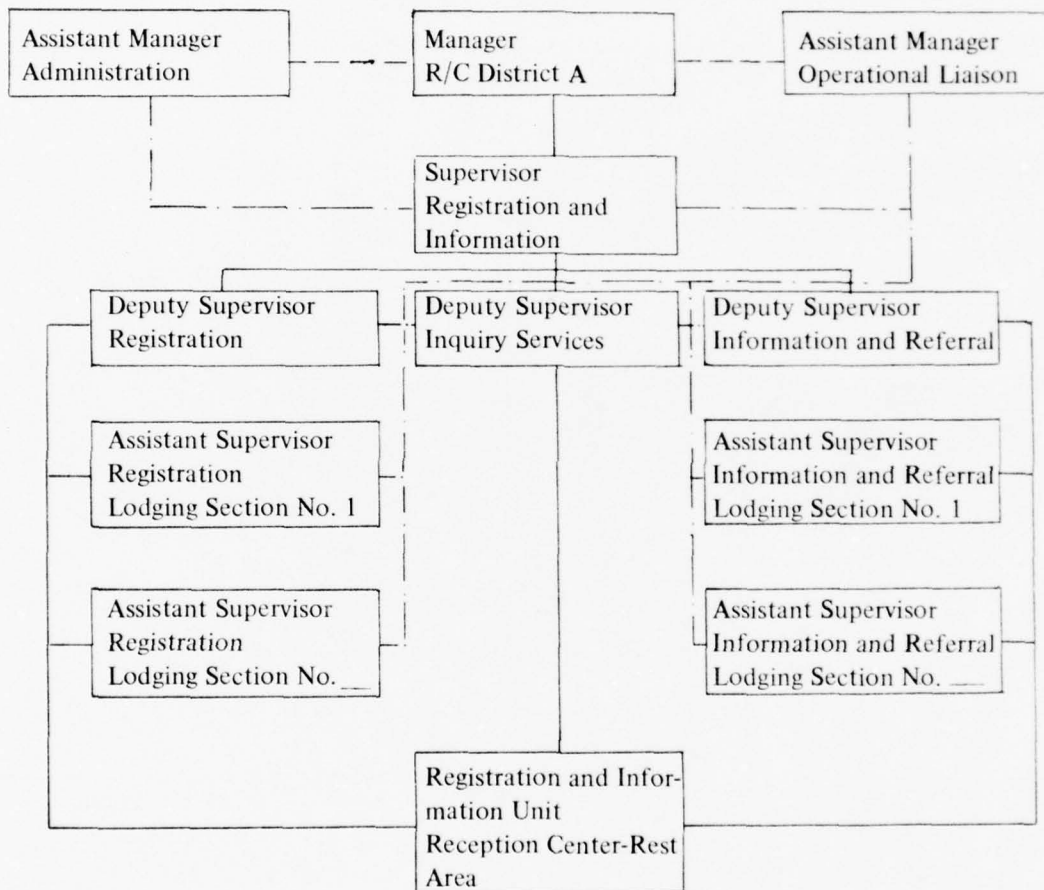 Assistant Manager
Administration
Manager
R/C District A
Assistant Manager
Operational Liaison
Supervisor
Registration and
Information
Deputy Supervisor
Registration
Deputy Supervisor
Inquiry Services
Deputy Supervisor
Information and Referral
Assistant Supervisor
Registration
Lodging Section No. 1
Assistant Supervisor
Information and Referral
Lodging Section No. 1
Assistant Supervisor
Registration
Lodging Section No. __
Assistant Supervisor
Information and Referral
Lodging Section No. __
Registration and Infor-
mation Unit
Reception Center-Rest
Area